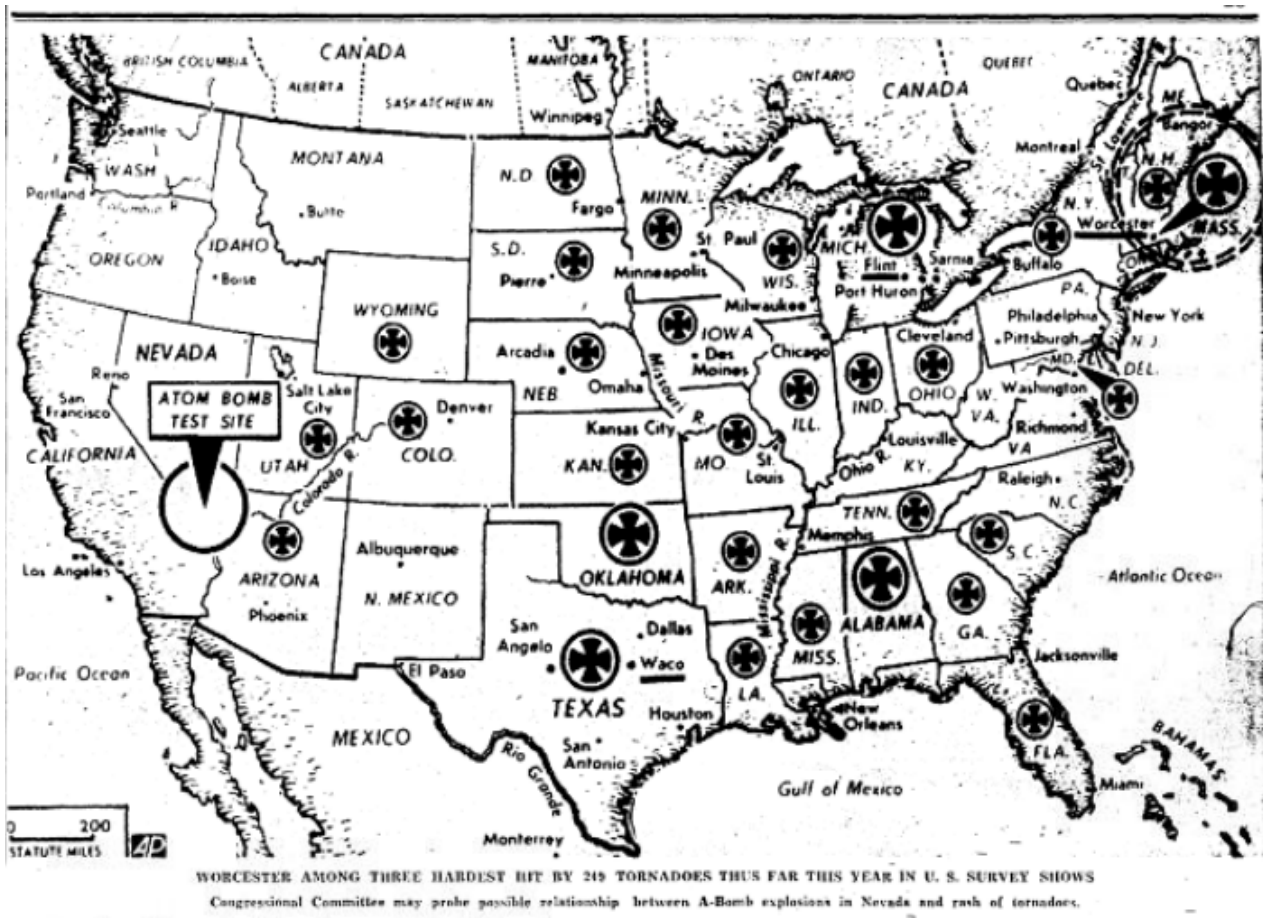 CANADA
BRITISH COLUMBIA
ALBERTA
SASKATCHEWAN
MANITOBA
Winnipeg
ONTARIO
CANADA
QUEBEC
Quebec
St. Lawrence
Montreal
ME.
Bangor
N.H.
MASS.
Worcester
N.Y.
Buffalo
Seattle
WASH
Portland
Columbia R.
OREGON
MONTANA
Butte
IDAHO
Boise
N.D
Fargo
S.D.
Pierre
MINN.
St. Paul
Minneapolis
WIS.
Milwaukee
MICH.
Flint
Port Huron
Sarnia
WYOMING
NEVADA
Reno
San
Francisco
CALIFORNIA
ATOM BOMB
TEST SITE
Salt Lake
City
UTAH
Colorado R.
COLO.
Denver
Arcadia
NEB.
Omaha
Missouri R.
IOWA
Des
Moines
Chicago
ILL.
IND.
Cleveland
OHIO
PA.
Philadelphia
Pittsburgh
New York
N.J.
MD.
DEL.
Washington
W.
VA.
Richmond
VA
Kansas City
KAN.
MO.
St.
Louis
Ohio R.
Louisville
KY.
Raleigh
N.C.
TENN.
Memphis
S.C.
Los Angeles
ARIZONA
Phoenix
Albuquerque
N. MEXICO
OKLAHOMA
ARK.
Mississippi R.
MISS.
ALABAMA
GA.
Atlantic Ocean
Pacific Ocean
El Paso
San
Angelo
Dallas
Waco
TEXAS
Houston
San
Antonio
LA.
New
Orleans
Jacksonville
FLA.
Miami
BAHAMAS
MEXICO
Rio Grande
Monterrey
Gulf of Mexico
0 200
STATUTE MILES
AP
WORCESTER AMONG THREE HARDEST HIT BY 249 TORNADOES THUS FAR THIS YEAR IN U. S. SURVEY SHOWS
Congressional Committee may probe possible relationship between A-Bomb explosions in Nevada and rash of tornadoes.